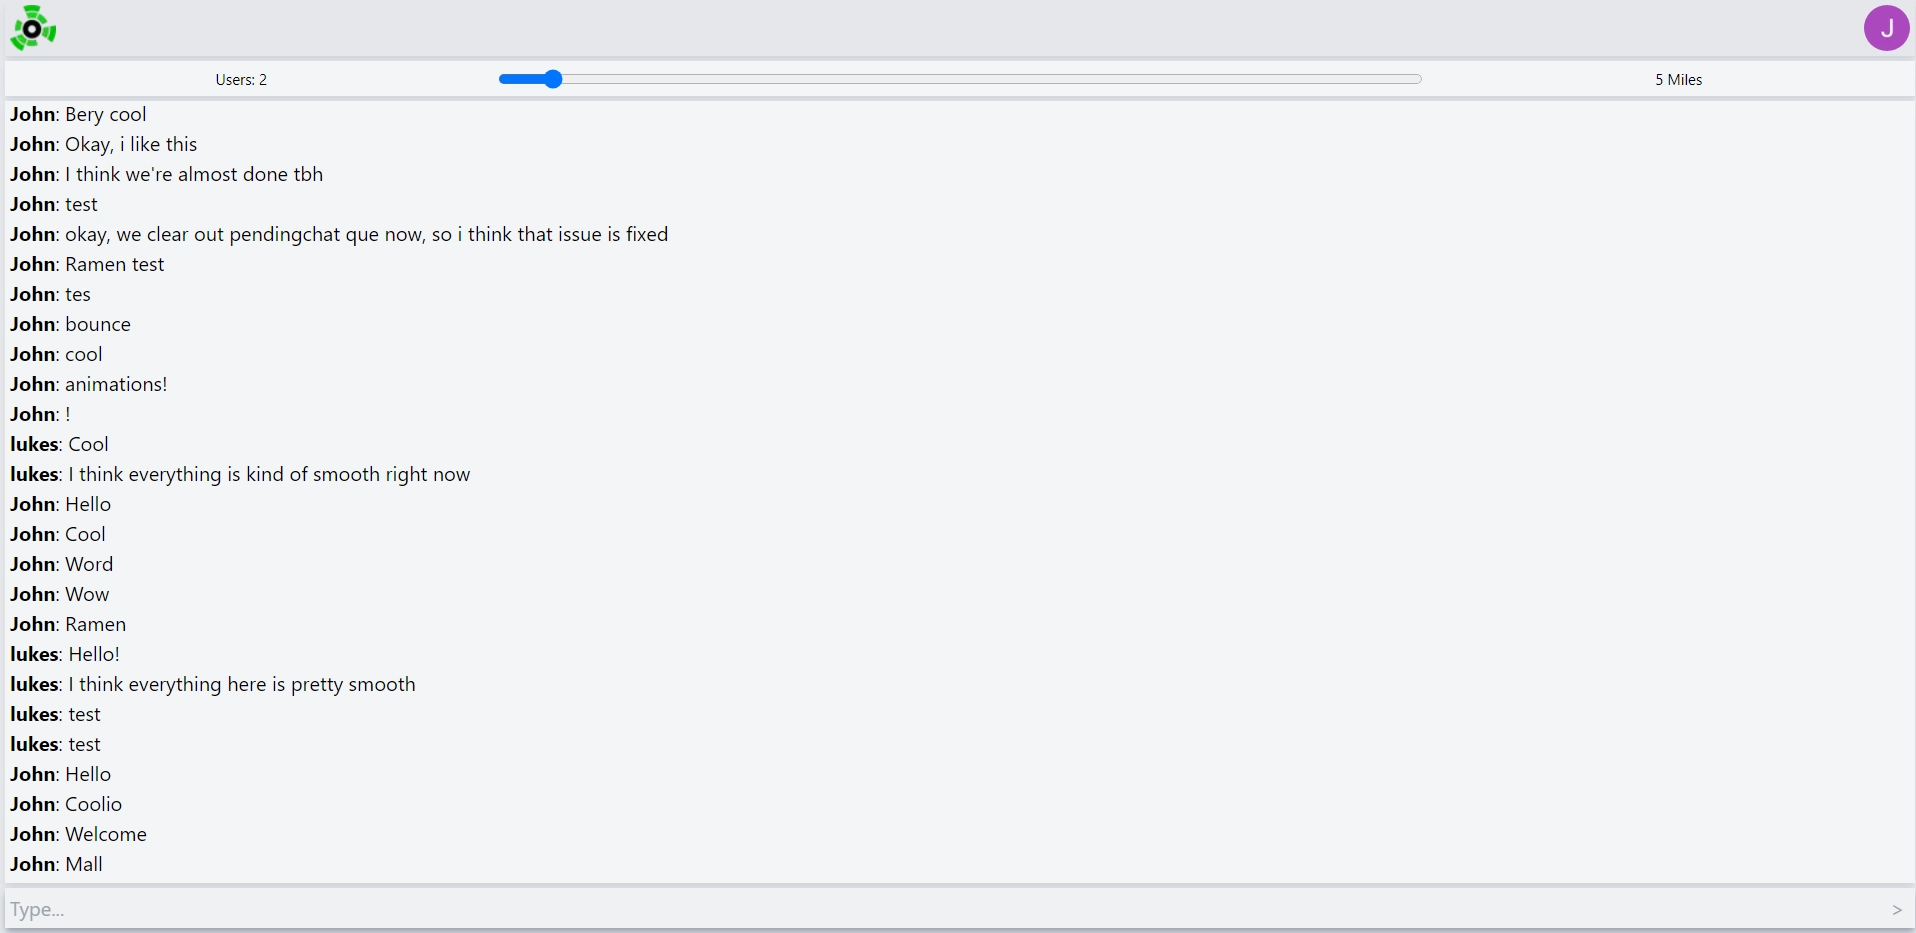 J
Users: 2
5 Miles
John: Bery cool
John: Okay, i like this
John: I think we're almost done tbh
John: test
John: okay, we clear out pendingchat que now, so i think that issue is fixed
John: Ramen test
John: tes
John: bounce
John: cool
John: animations!
John: !
lukes: Cool
lukes: I think everything is kind of smooth right now
John: Hello
John: Cool
John: Word
John: Wow
John: Ramen
lukes: Hello!
lukes: I think everything here is pretty smooth
lukes: test
lukes: test
John: Hello
John: Coolio
John: Welcome
John: Mall
Type...
>